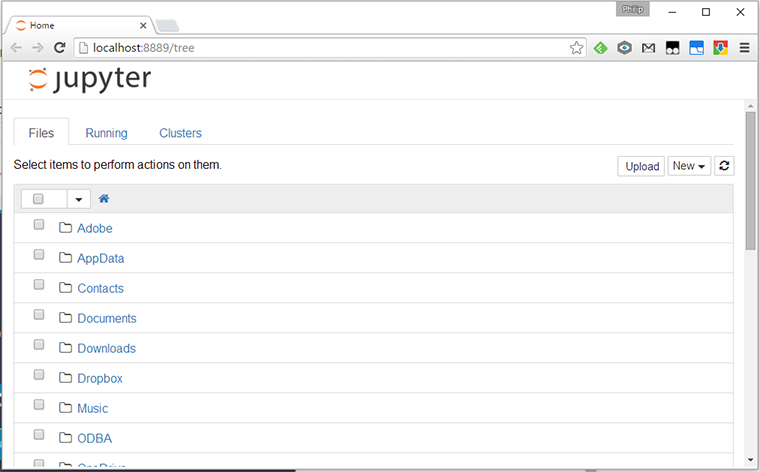 Philip
Home
localhost:8889/tree
jupyter
Files Running Clusters
Select items to perform actions on them.
Upload New
Adobe
AppData
Contacts
Documents
Downloads
Dropbox
Music
ODBA
OneDrive